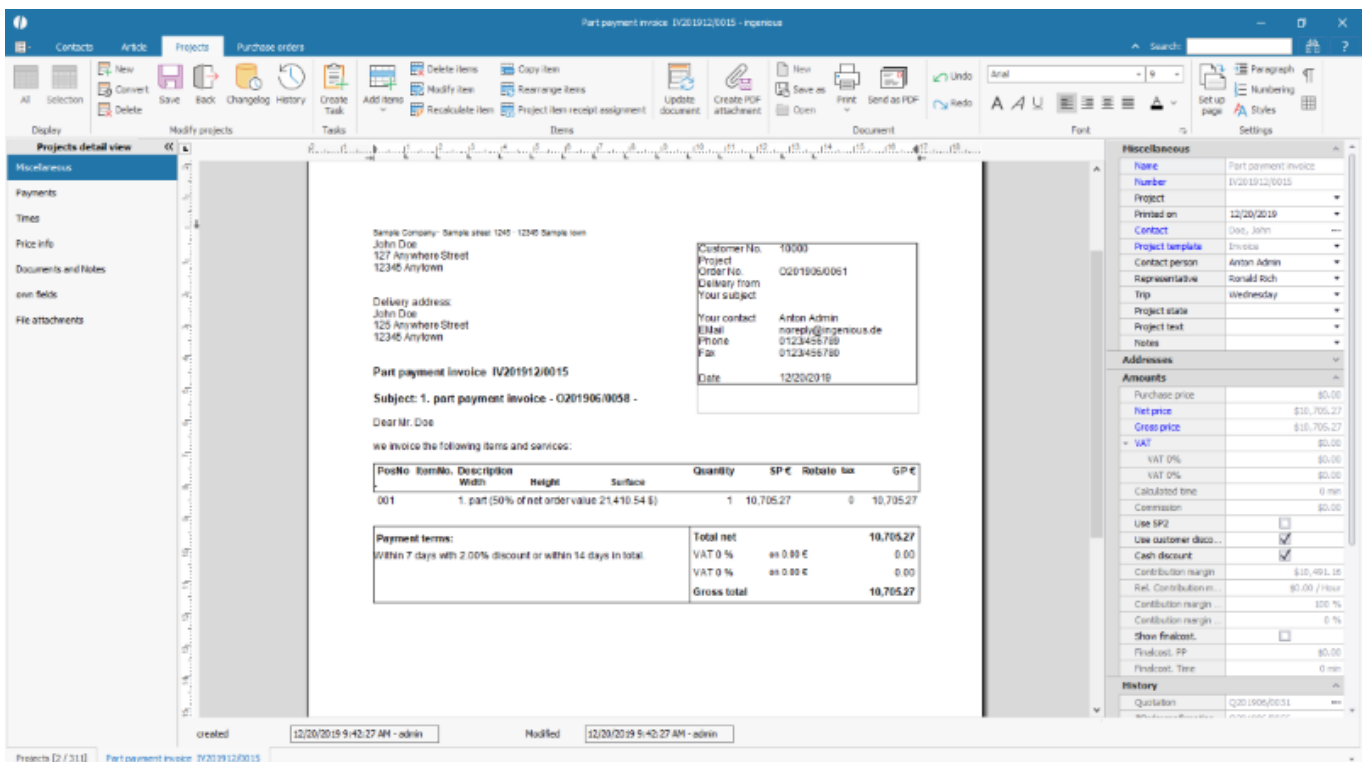 Part payment invoice IV201912/0015 - ingenious
Contacts Article Projects Purchase orders Search: ?
All Selection New Convert Delete Save Back Changelog History Create Task Add items Delete items Modify item Recalculate item Copy item Rearrange items Project item receipt assignment Update document Create PDF attachment New Save as Open Print Send as PDF Undo Redo Arial 9 A A U A Set up page Paragraph Numbering Styles
Display Modify projects Tasks Items Document Font Settings
Projects detail view
Miscellaneous
Payments
Times
Price info
Documents and Notes
own fields
File attachments
Sample Company - Sample street 1245 - 12345 Sample town
John Doe
127 Anywhere Street
12345 Anytown
Delivery address:
John Doe
125 Anywhere Street
12345 Anytown
Customer No. 10000
Project
Order No. O201906/0061
Delivery from
Your subject
Your contact Anton Admin
EMail noreply@ingenious.de
Phone 0123/456789
Fax 0123/456780
Date 12/20/2019
Part payment invoice IV201912/0015
Subject: 1. part payment invoice - O201906/0058 -
Dear Mr. Doe
we invoice the following items and services:
PosNo ItemNo. Description Quantity SP € Rebate tax GP €
. Width Height Surface
001 1. part (50% of net order value 21,410.54 $) 1 10,705.27 0 10,705.27
Payment terms:
Within 7 days with 2.00% discount or within 14 days in total.
Total net 10,705.27
VAT 0 % on 0.00 € 0.00
VAT 0 % on 0.00 € 0.00
Gross total 10,705.27
Miscellaneous
Name Part payment invoice
Number IV201912/0015
Project
Printed on 12/20/2019
Contact Doe, John
Project template Invoice
Contact person Anton Admin
Representative Ronald Rich
Trip Wednesday
Project state
Project text
Notes
Addresses
Amounts
Purchase price $0.00
Net price $10,705.27
Gross price $10,705.27
VAT $0.00
VAT 0% $0.00
VAT 0% $0.00
Calculated time 0 min
Commission $0.00
Use SP2
Use customer disco...
Cash discount
Contribution margin $10,491.16
Rel. Contribution m... $0.00 / Hour
Contibution margin ... 100 %
Contibution margin ... 0 %
Show finalcost.
Finalcost. PP $0.00
Finalcost. Time 0 min
History
Quotation Q201906/0031
created 12/20/2019 9:42:27 AM - admin Modified 12/20/2019 9:42:27 AM - admin
Projects [2 / 311] Part payment invoice IV201912/0015